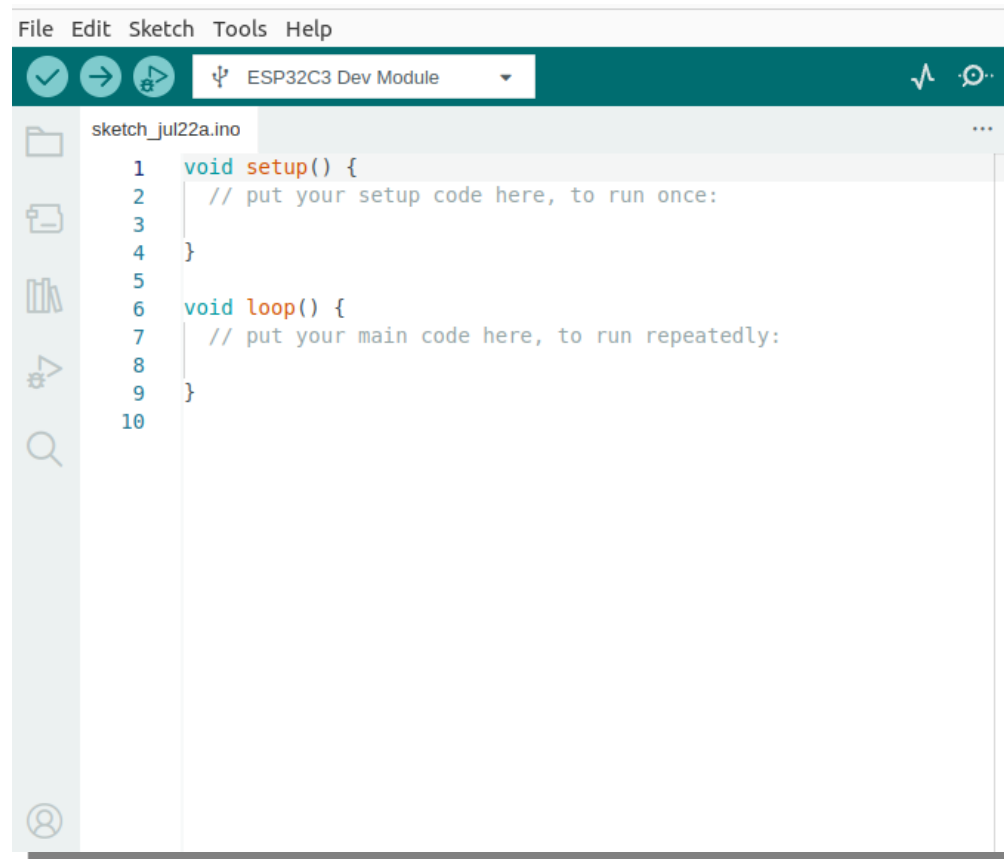 File Edit Sketch Tools Help
ESP32C3 Dev Module
sketch_jul22a.ino
1 void setup() {
2 // put your setup code here, to run once:
3
4 }
5
6 void loop() {
7 // put your main code here, to run repeatedly:
8
9 }
10